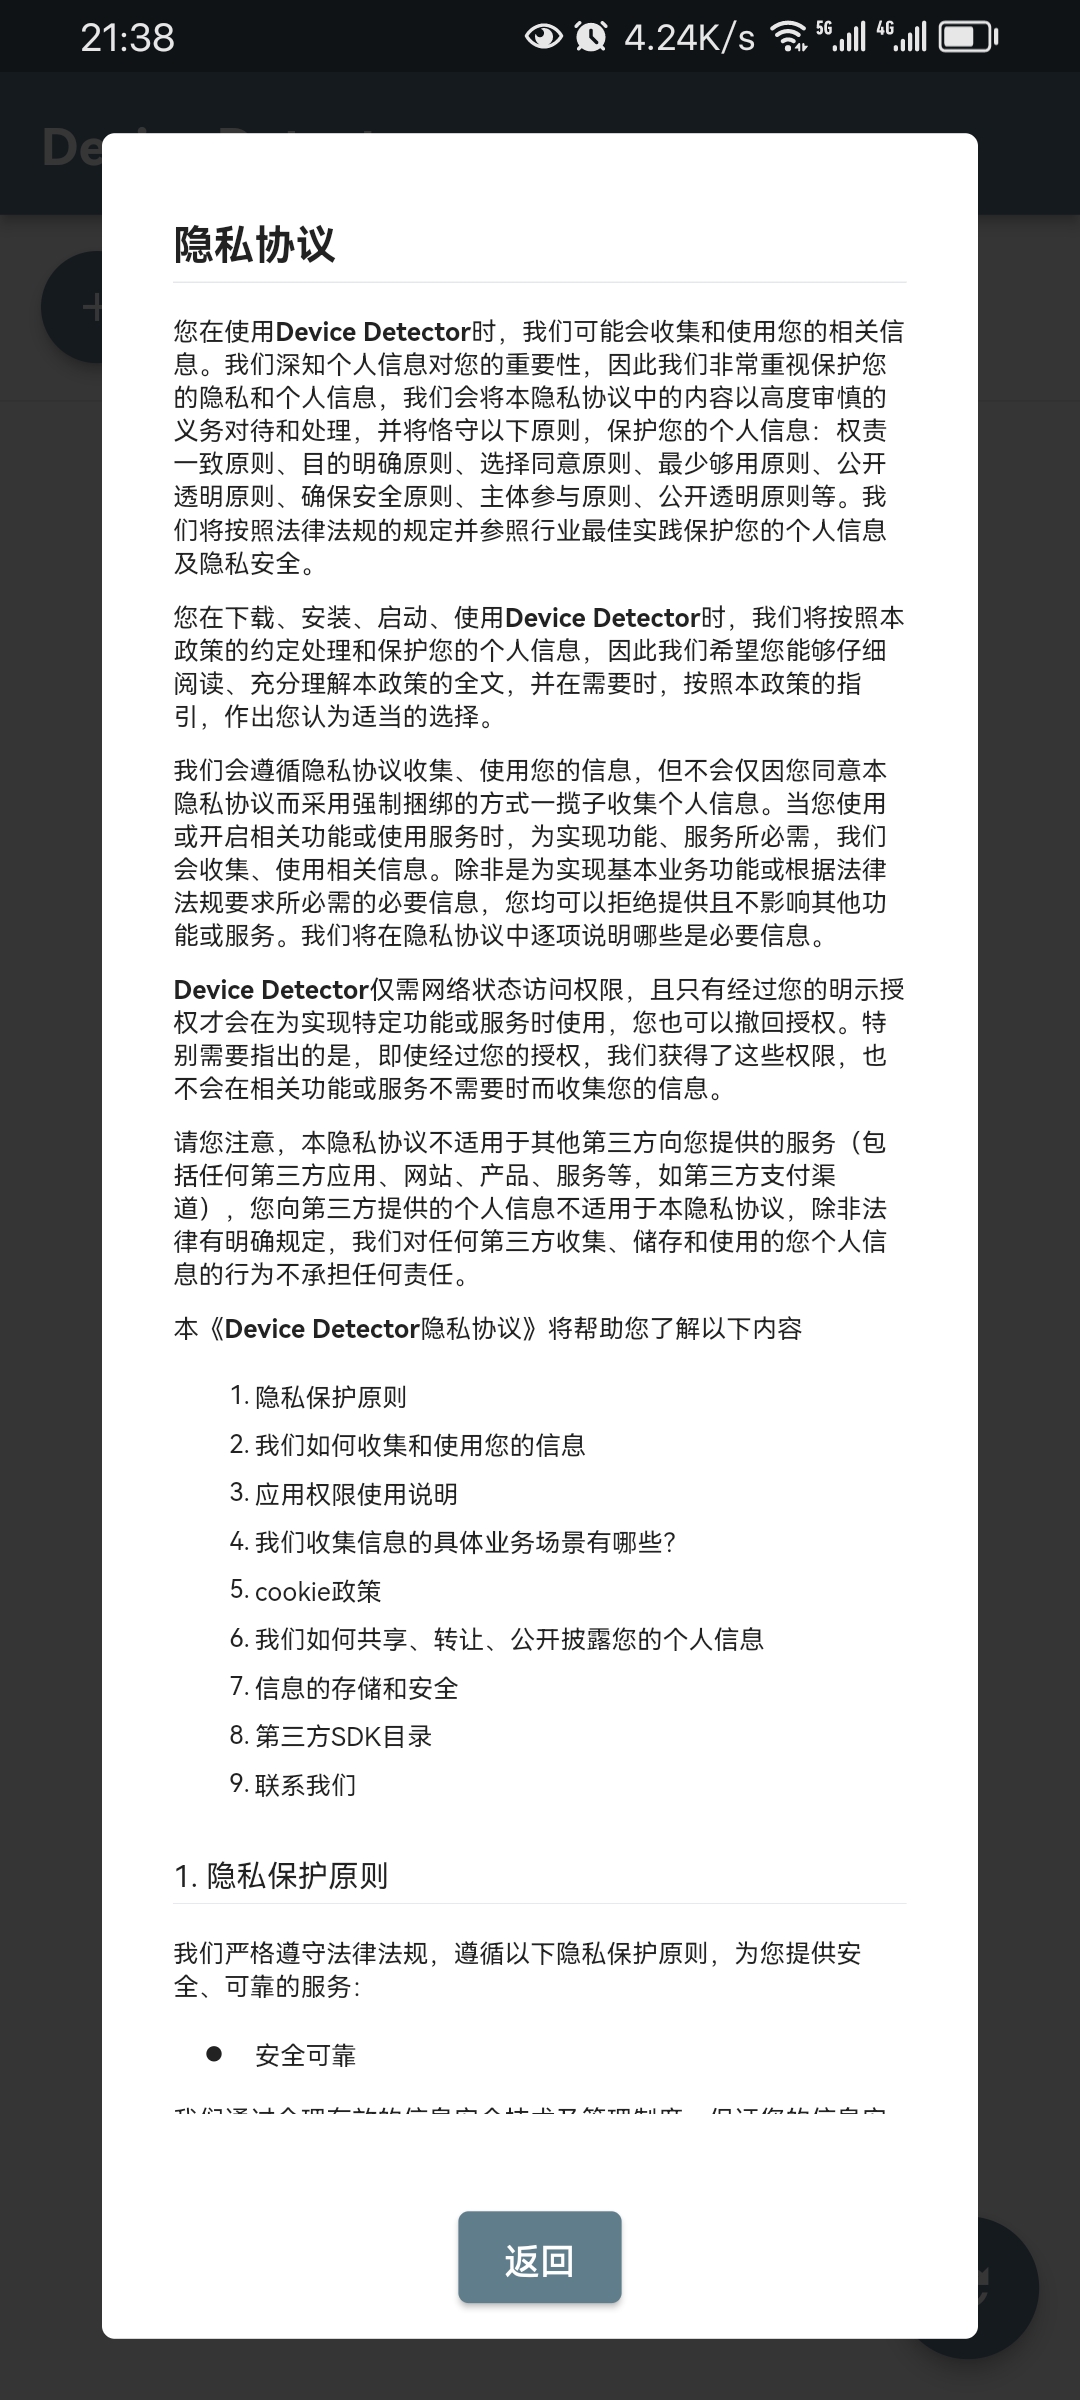 21:38
4.24K/s
5G
4G
隐私协议
您在使用Device Detector时，我们可能会收集和使用您的相关信
息。我们深知个人信息对您的重要性，因此我们非常重视保护您
的隐私和个人信息，我们会将本隐私协议中的内容以高度审慎的
义务对待和处理，并将恪守以下原则，保护您的个人信息：权责
一致原则、目的明确原则、选择同意原则、最少够用原则、公开
透明原则、确保安全原则、主体参与原则、公开透明原则等。我
们将按照法律法规的规定并参照行业最佳实践保护您的个人信息
及隐私安全。
您在下载、安装、启动、使用Device Detector时，我们将按照本
政策的约定处理和保护您的个人信息，因此我们希望您能够仔细
阅读、充分理解本政策的全文，并在需要时，按照本政策的指
引，作出您认为适当的选择。
我们会遵循隐私协议收集、使用您的信息，但不会仅因您同意本
隐私协议而采用强制捆绑的方式一揽子收集个人信息。当您使用
或开启相关功能或使用服务时，为实现功能、服务所必需，我们
会收集、使用相关信息。除非是为实现基本业务功能或根据法律
法规要求所必需的必要信息，您均可以拒绝提供且不影响其他功
能或服务。我们将在隐私协议中逐项说明哪些是必要信息。
Device Detector仅需网络状态访问权限，且只有经过您的明示授
权才会在为实现特定功能或服务时使用，您也可以撤回授权。特
别需要指出的是，即使经过您的授权，我们获得了这些权限，也
不会在相关功能或服务不需要时而收集您的信息。
请您注意，本隐私协议不适用于其他第三方向您提供的服务（包
括任何第三方应用、网站、产品、服务等，如第三方支付渠
道），您向第三方提供的个人信息不适用于本隐私协议，除非法
律有明确规定，我们对任何第三方收集、储存和使用的您个人信
息的行为不承担任何责任。
本《Device Detector隐私协议》将帮助您了解以下内容
1. 隐私保护原则
2. 我们如何收集和使用您的信息
3. 应用权限使用说明
4. 我们收集信息的具体业务场景有哪些？
5. cookie政策
6. 我们如何共享、转让、公开披露您的个人信息
7. 信息的存储和安全
8. 第三方SDK目录
9. 联系我们
1. 隐私保护原则
我们严格遵守法律法规，遵循以下隐私保护原则，为您提供安
全、可靠的服务：
● 安全可靠
返回